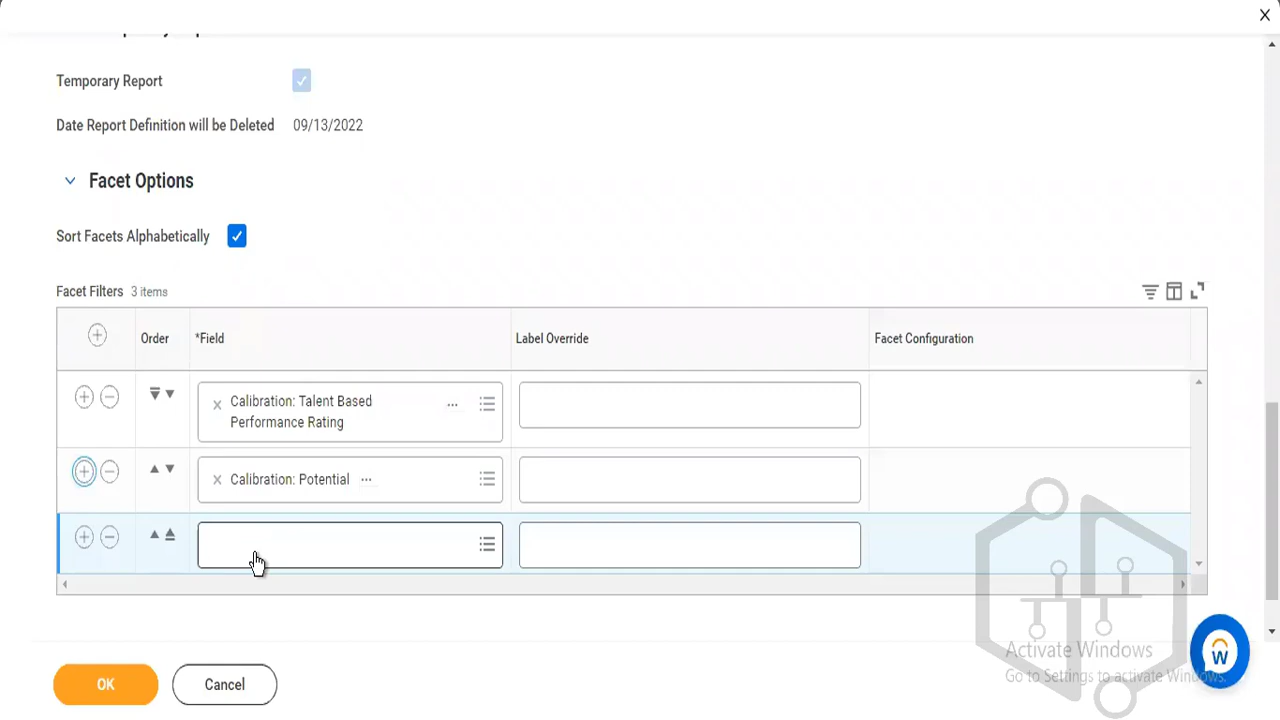 X
Temporary Report
Date Report Definition will be Deleted 09/13/2022
Facet Options
Sort Facets Alphabetically
Facet Filters 3 items
Order *Field Label Override Facet Configuration
Calibration: Talent Based
Performance Rating
Calibration: Potential
OK Cancel
W
Activate Windows
Go to Settings to activate Windows.